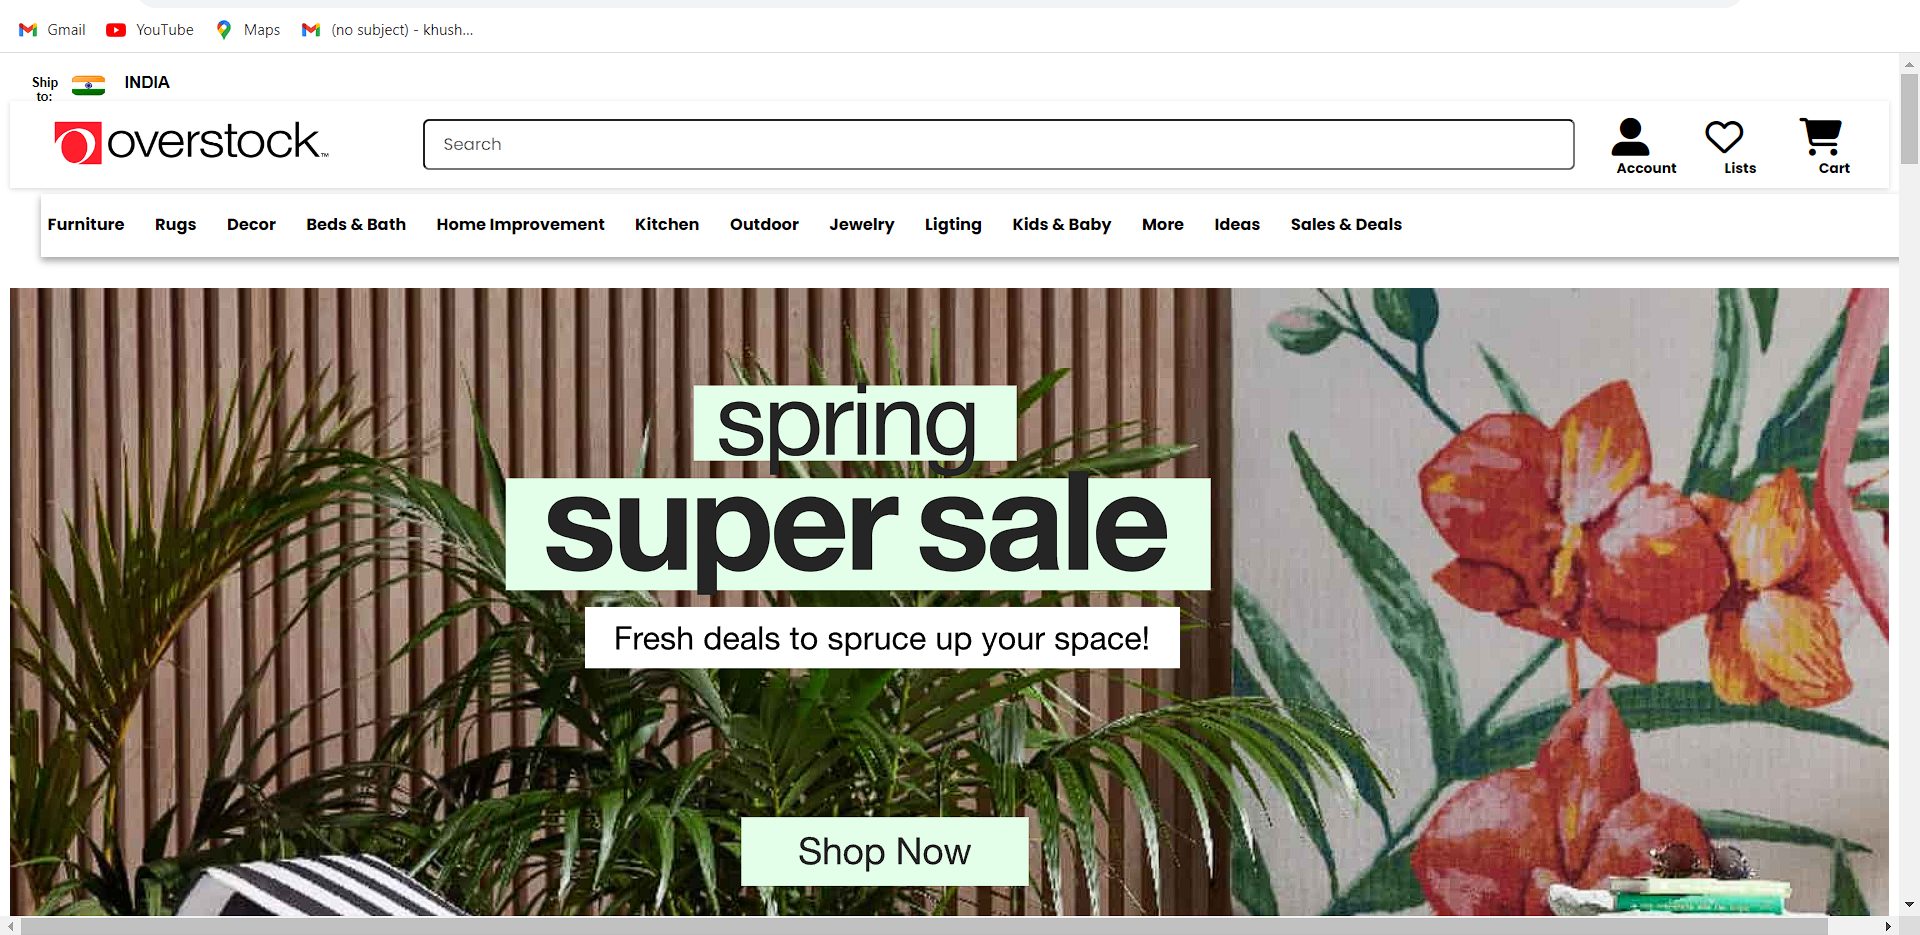 Gmail YouTube Maps (no subject) - khush...
Ship to: INDIA
overstock™
Search
Account Lists Cart
Furniture Rugs Decor Beds & Bath Home Improvement Kitchen Outdoor Jewelry Ligting Kids & Baby More Ideas Sales & Deals
spring
super sale
Fresh deals to spruce up your space!
Shop Now